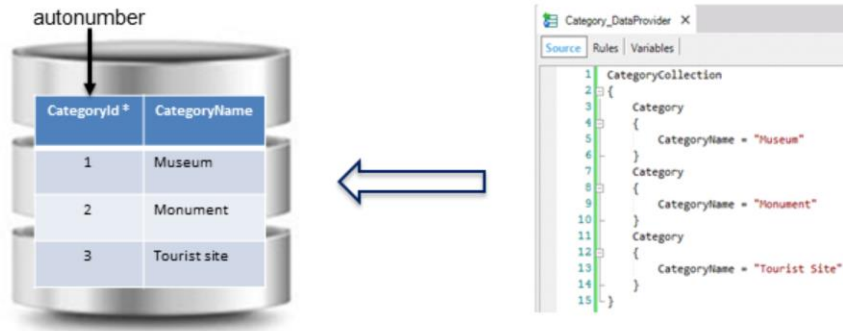 autonumber
CategoryId * CategoryName
1 Museum
2 Monument
3 Tourist site
Category_DataProvider X
Source Rules Variables
1 CategoryCollection
2 {
3 Category
4 {
5 CategoryName = "Museum"
6 }
7 Category
8 {
9 CategoryName = "Monument"
10 }
11 Category
12 {
13 CategoryName = "Tourist Site"
14 }
15 }